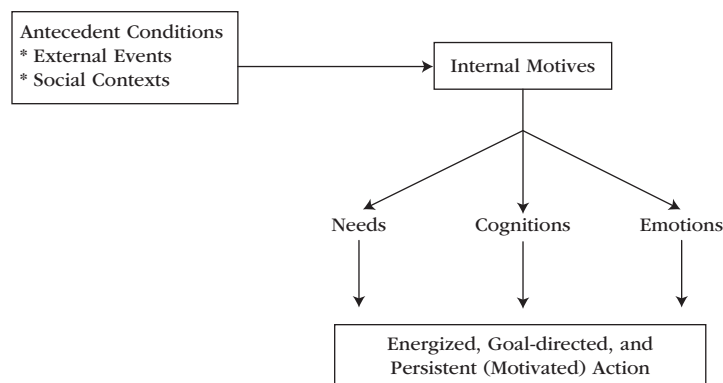 Antecedent Conditions
* External Events
* Social Contexts
Internal Motives
Needs
Cognitions
Emotions
Energized, Goal-directed, and
Persistent (Motivated) Action